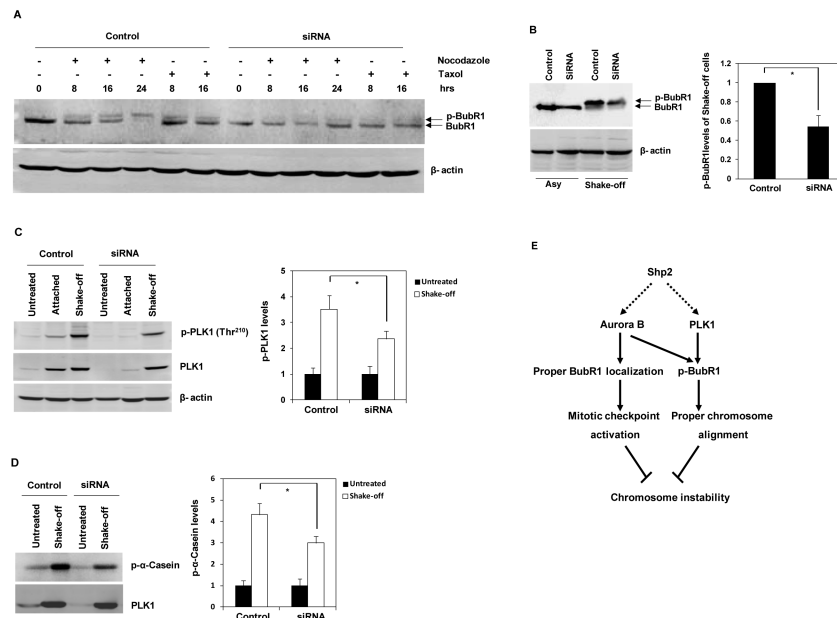 A
Control
siRNA
+ + + + + + Nocodazole
+ + + + Taxol
0 8 16 24 8 16 0 8 16 24 8 16 hrs
p-BubR1
BubR1
β- actin
B
Control
SiRNA
Control
SiRNA
p-BubR1
BubR1
β- actin
Asy
Shake-off
p-BubR1levels of Shake-off cells
1.2
1
0.8
0.6
0.4
0.2
0
*
Control
siRNA
C
Control
siRNA
Untreated
Attached
Shake-off
Untreated
Attached
Shake-off
p-PLK1 (Thr²¹⁰)
PLK1
β- actin
p-PLK1 levels
5
4
3
2
1
0
*
Untreated
Shake-off
Control
siRNA
D
Control
siRNA
Untreated
Shake-off
Untreated
Shake-off
p-α-Casein
PLK1
p-α-Casein levels
6
5
4
3
2
1
0
*
Untreated
Shake-off
Control
siRNA
E
Shp2
Aurora B
PLK1
Proper BubR1 localization
p-BubR1
Mitotic checkpoint
activation
Proper chromosome
alignment
Chromosome instability